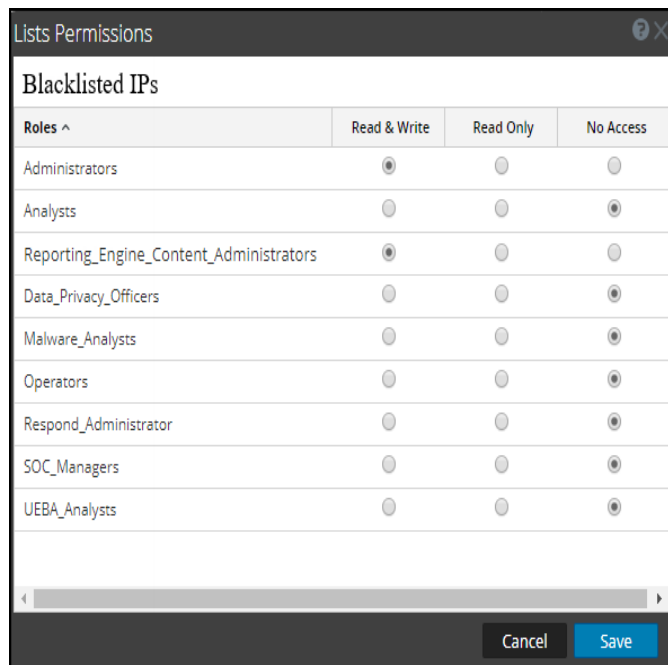 Lists Permissions
Blacklisted IPs
Roles Read & Write Read Only No Access
Administrators
Analysts
Reporting_Engine_Content_Administrators
Data_Privacy_Officers
Malware_Analysts
Operators
Respond_Administrator
SOC_Managers
UEBA_Analysts
Cancel Save